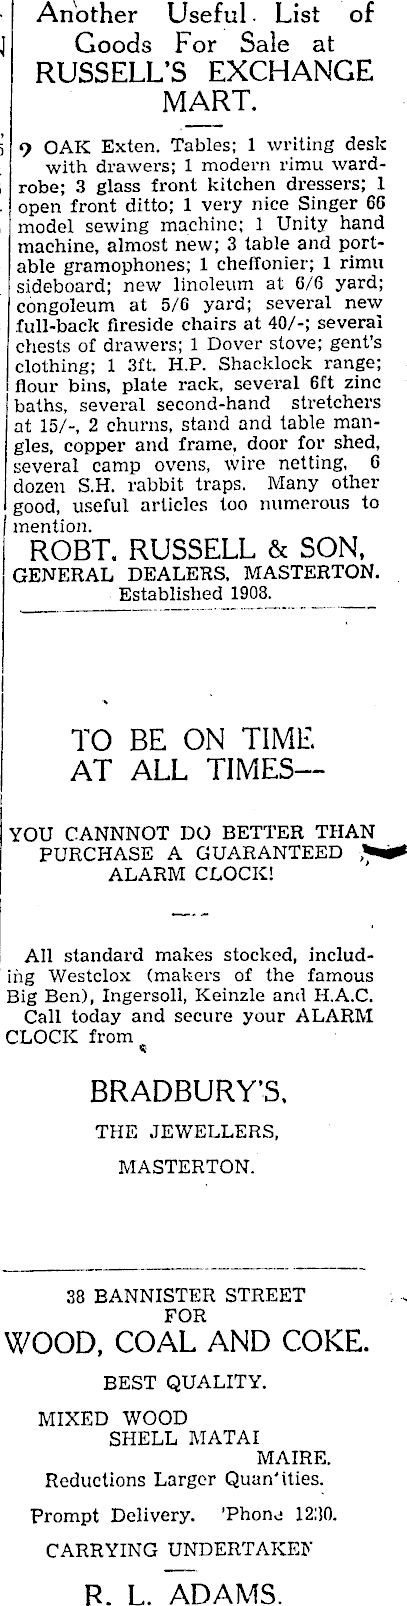 Another Useful List of
Goods For Sale at
RUSSELL'S EXCHANGE
MART.
2 OAK Exten. Tables; 1 writing desk
with drawers; 1 modern rimu ward-
robe; 3 glass front kitchen dressers; 1
open front ditto; 1 very nice Singer 66
model sewing machine; 1 Unity hand
machine, almost new; 3 table and port-
able gramophones; 1 cheffonier; 1 rimu
sideboard; new linoleum at 6/6 yard;
congoleum at 5/6 yard; several new
full-back fireside chairs at 40/-; several
chests of drawers; 1 Dover stove; gent's
clothing; 1 3ft. H.P. Shacklock range;
flour bins, plate rack, several 6ft zinc
baths, several second-hand stretchers
at 15/-, 2 churns, stand and table man-
gles, copper and frame, door for shed,
several camp ovens, wire netting, 6
dozen S.H. rabbit traps. Many other
good, useful articles too numerous to
mention.
ROBT. RUSSELL & SON,
GENERAL DEALERS, MASTERTON.
Established 1908.
TO BE ON TIME
AT ALL TIMES—
YOU CANNNOT DO BETTER THAN
PURCHASE A GUARANTEED
ALARM CLOCK!
All standard makes stocked, includ-
ing Westclox (makers of the famous
Big Ben), Ingersoll, Keinzle and H.A.C.
Call today and secure your ALARM
CLOCK from
BRADBURY'S,
THE JEWELLERS,
MASTERTON.
38 BANNISTER STREET
FOR
WOOD, COAL AND COKE.
BEST QUALITY.
MIXED WOOD
SHELL MATAI
MAIRE.
Reductions Larger Quantities.
Prompt Delivery. 'Phone 1230.
CARRYING UNDERTAKEN
R. L. ADAMS.